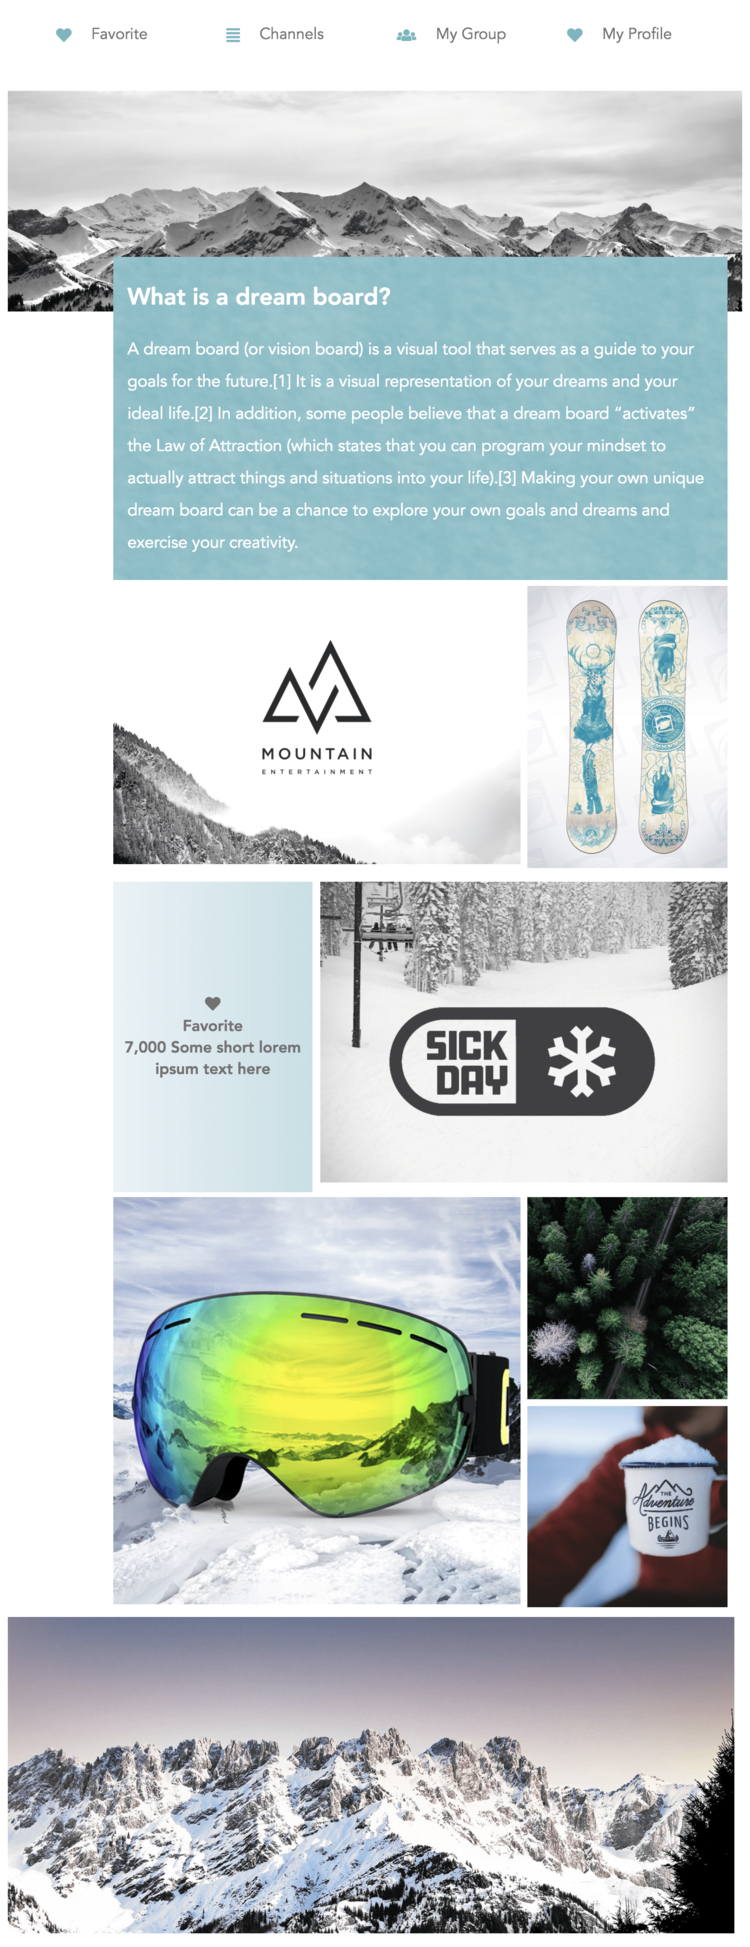 Favorite
Channels
My Group
My Profile
What is a dream board?
A dream board (or vision board) is a visual tool that serves as a guide to your
goals for the future.[1] It is a visual representation of your dreams and your
ideal life.[2] In addition, some people believe that a dream board “activates”
the Law of Attraction (which states that you can program your mindset to
actually attract things and situations into your life).[3] Making your own unique
dream board can be a chance to explore your own goals and dreams and
exercise your creativity.
MOUNTAIN
ENTERTAINMENT
Favorite
7,000 Some short lorem
ipsum text here
SICK
DAY
THE
Adventure
BEGINS